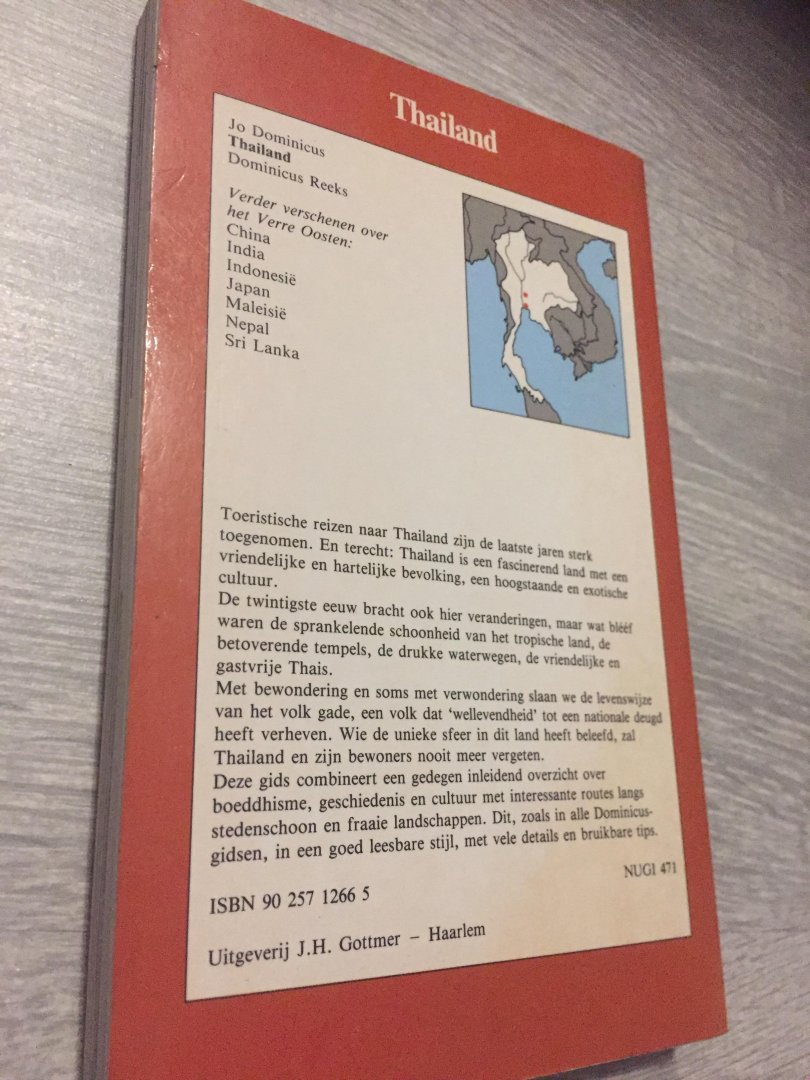 Thailand
Jo Dominicus
Thailand
Dominicus Reeks
Verder verschenen over
het Verre Oosten:
China
India
Indonesië
Japan
Maleisië
Nepal
Sri Lanka
Toeristische reizen naar Thailand zijn de laatste jaren sterk
toegenomen. En terecht: Thailand is een fascinerend land met een
vriendelijke en hartelijke bevolking, een hoogstaande en exotische
cultuur.
De twintigste eeuw bracht ook hier veranderingen, maar wat blééf
waren de sprankelende schoonheid van het tropische land, de
betoverende tempels, de drukke waterwegen, de vriendelijke en
gastvrije Thais.
Met bewondering en soms met verwondering slaan we de levenswijze
van het volk gade, een volk dat ‘wellevendheid’ tot een nationale deugd
heeft verheven. Wie de unieke sfeer in dit land heeft beleefd, zal
Thailand en zijn bewoners nooit meer vergeten.
Deze gids combineert een gedegen inleidend overzicht over
boeddhisme, geschiedenis en cultuur met interessante routes langs
stedenschoon en fraaie landschappen. Dit, zoals in alle Dominicus-
gidsen, in een goed leesbare stijl, met vele details en bruikbare tips.
NUGI 471
ISBN 90 257 1266 5
Uitgeverij J.H. Gottmer – Haarlem